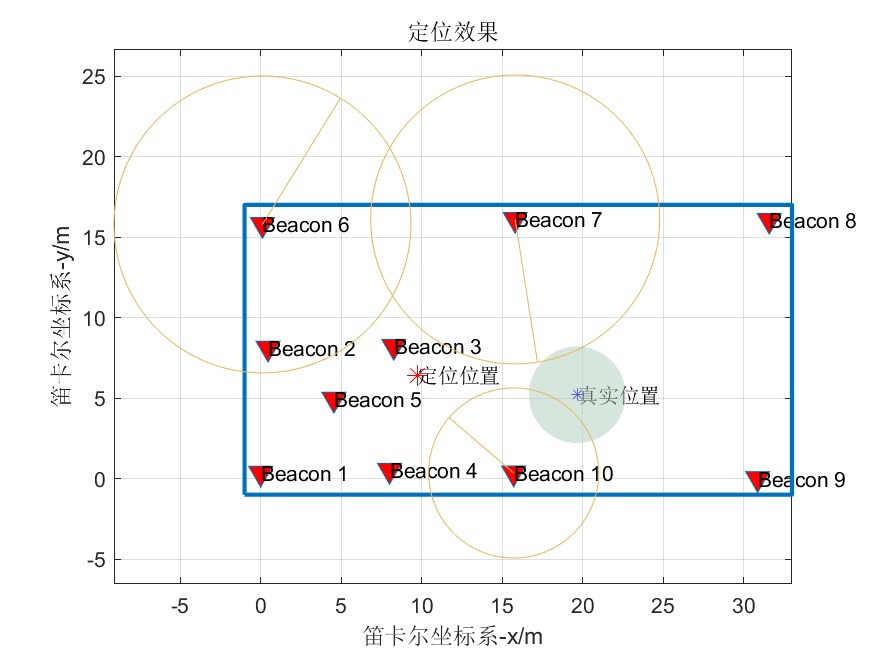 定位效果
25
20
15
10
5
0
-5
笛卡尔坐标系-y/m
Beacon 6
Beacon 7
Beacon 8
Beacon 2
Beacon 3
定位位置
Beacon 5
真实位置
Beacon 1
Beacon 4
Beacon 10
Beacon 9
-5
0
5
10
15
20
25
30
笛卡尔坐标系-x/m